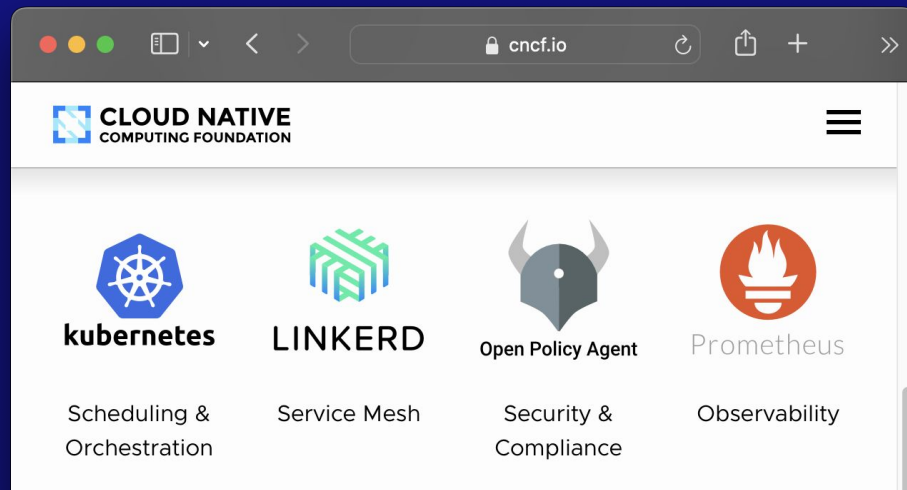 cncf.io
CLOUD NATIVE
COMPUTING FOUNDATION
kubernetes
LINKERD
Open Policy Agent
Prometheus
Scheduling &
Orchestration
Service Mesh
Security &
Compliance
Observability